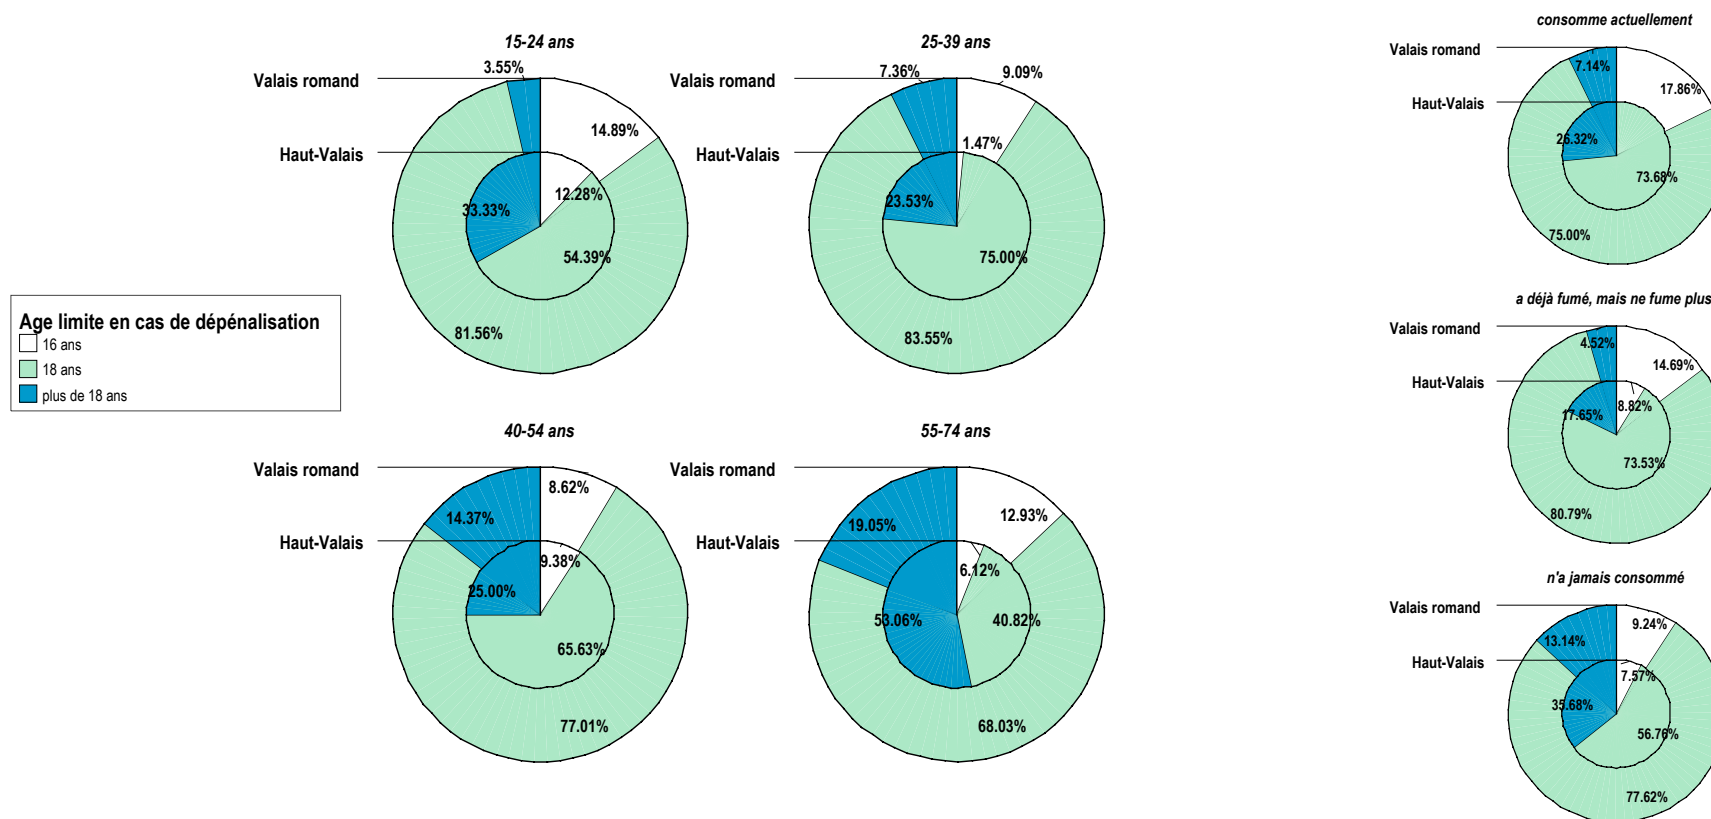 15-24 ans
Valais romand
3.55%
14.89%
Haut-Valais
12.28%
33.33%
54.39%
81.56%
25-39 ans
Valais romand
7.36%
9.09%
Haut-Valais
1.47%
23.53%
75.00%
83.55%
Age limite en cas de dépénalisation
16 ans
18 ans
plus de 18 ans
40-54 ans
Valais romand
8.62%
14.37%
Haut-Valais
9.38%
25.00%
65.63%
77.01%
55-74 ans
Valais romand
12.93%
19.05%
Haut-Valais
6.12%
53.06%
40.82%
68.03%
consomme actuellement
Valais romand
7.14%
17.86%
Haut-Valais
26.32%
73.68%
75.00%
a déjà fumé, mais ne fume plus
Valais romand
4.52%
14.69%
Haut-Valais
8.82%
17.65%
73.53%
80.79%
n'a jamais consommé
Valais romand
9.24%
13.14%
Haut-Valais
7.57%
35.68%
56.76%
77.62%